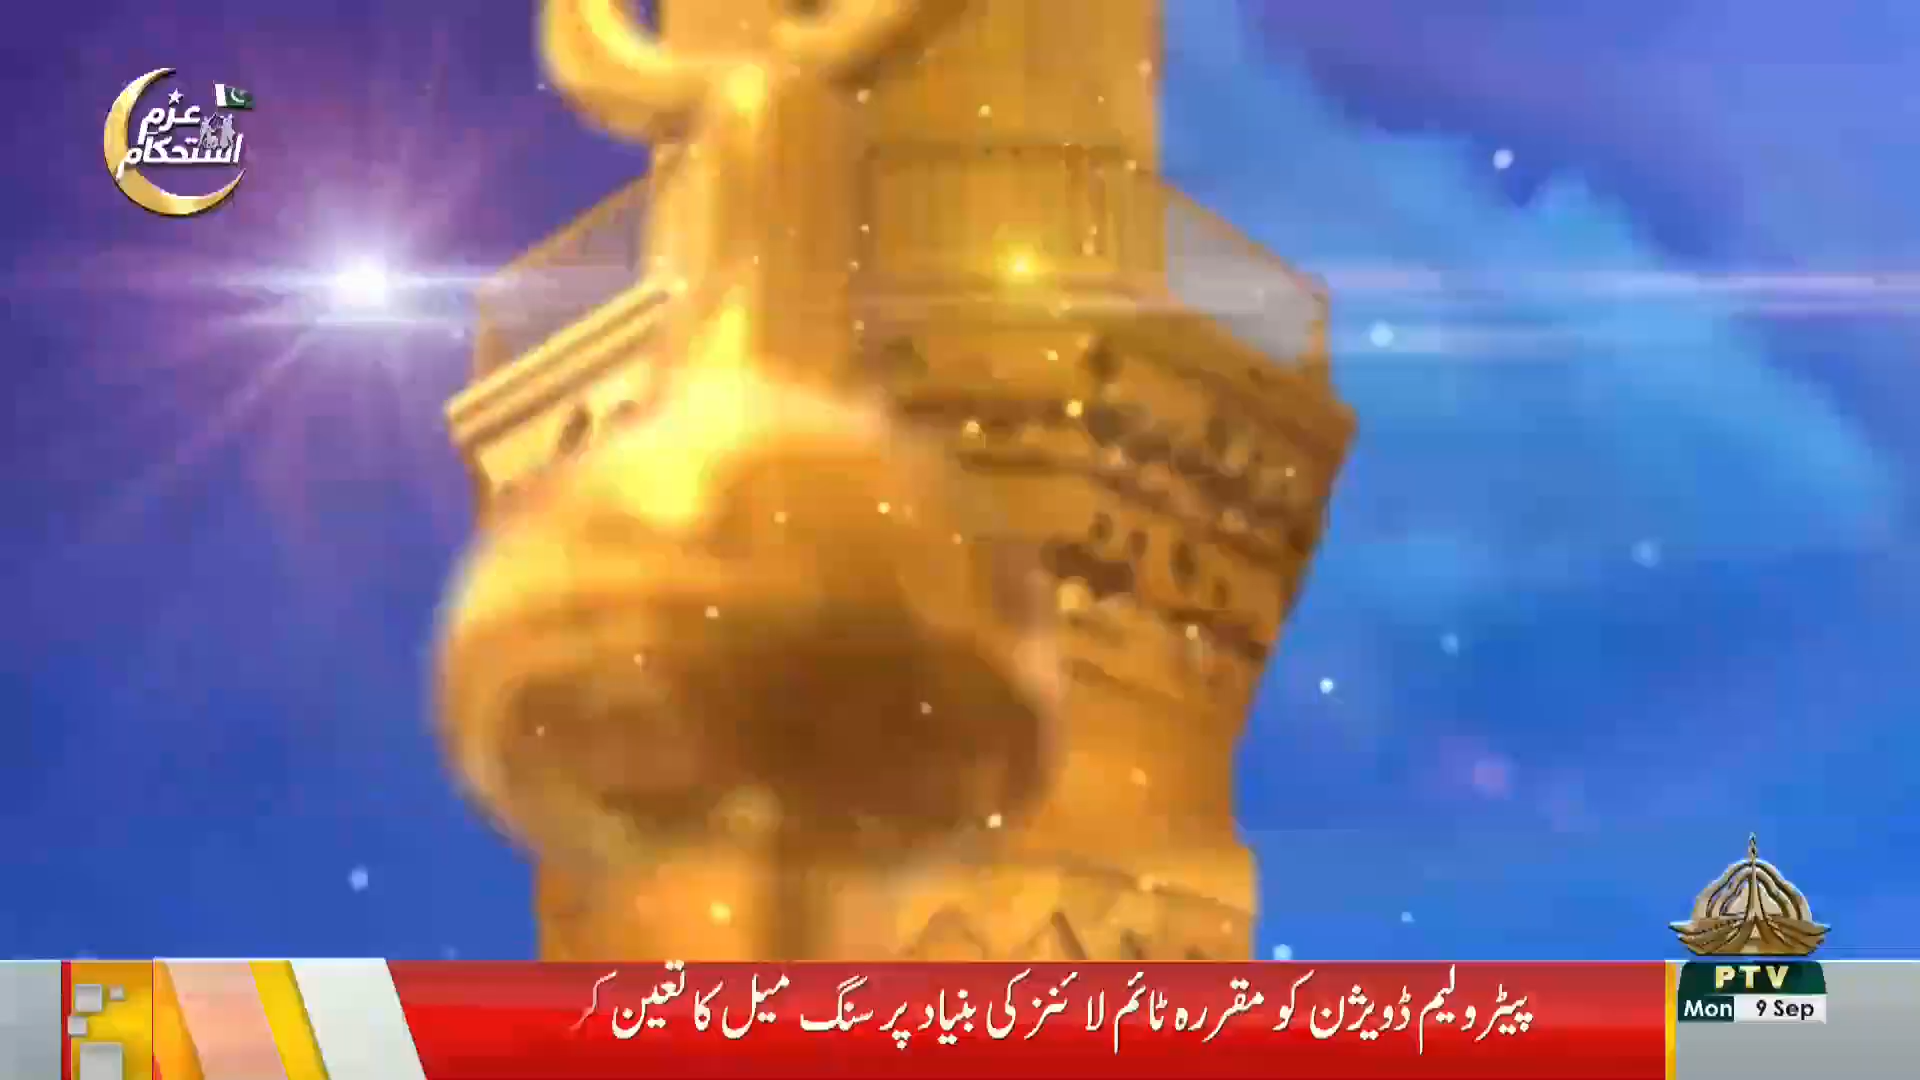 عزم
استحکام
پیٹرولیم ڈویژن کو مقررہ ٹائم لائنز کی بنیاد پر سنگ میل کا تعین کر
PTV
Mon 9 Sep